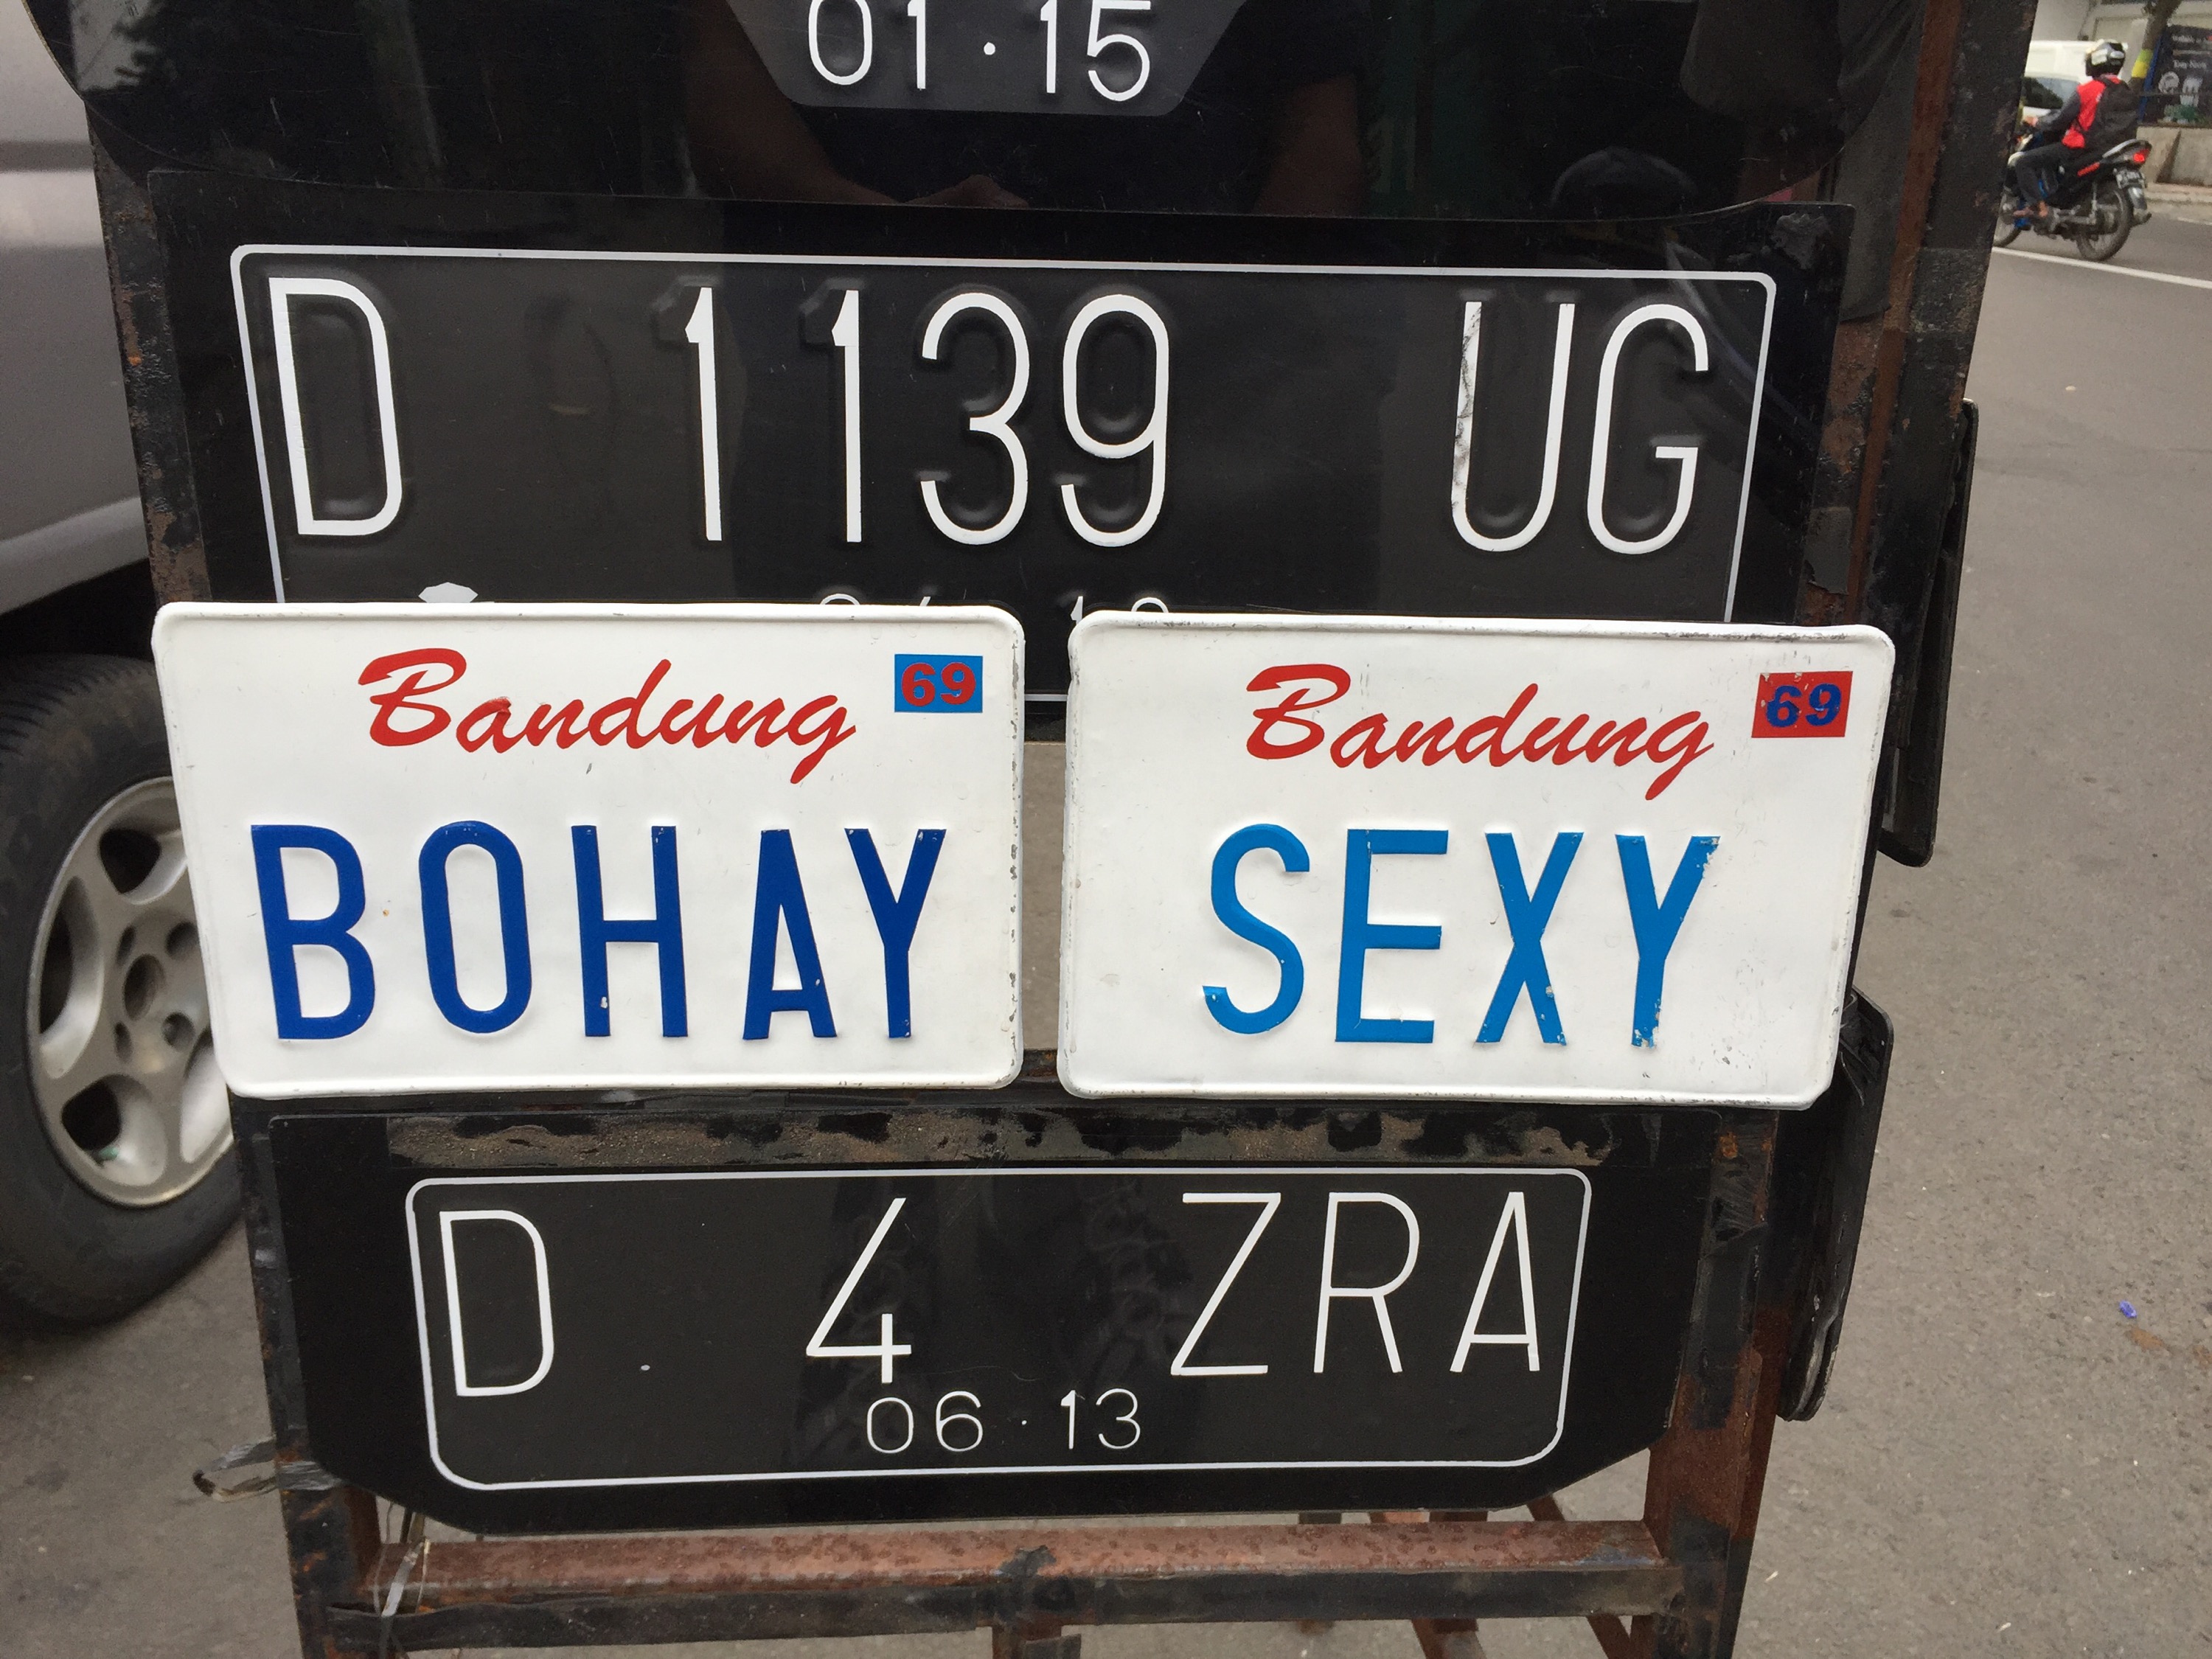 01·15
D 1139 UG
Bandung 69
BOHAY
Bandung 69
SEXY
D 4 ZRA
06·13